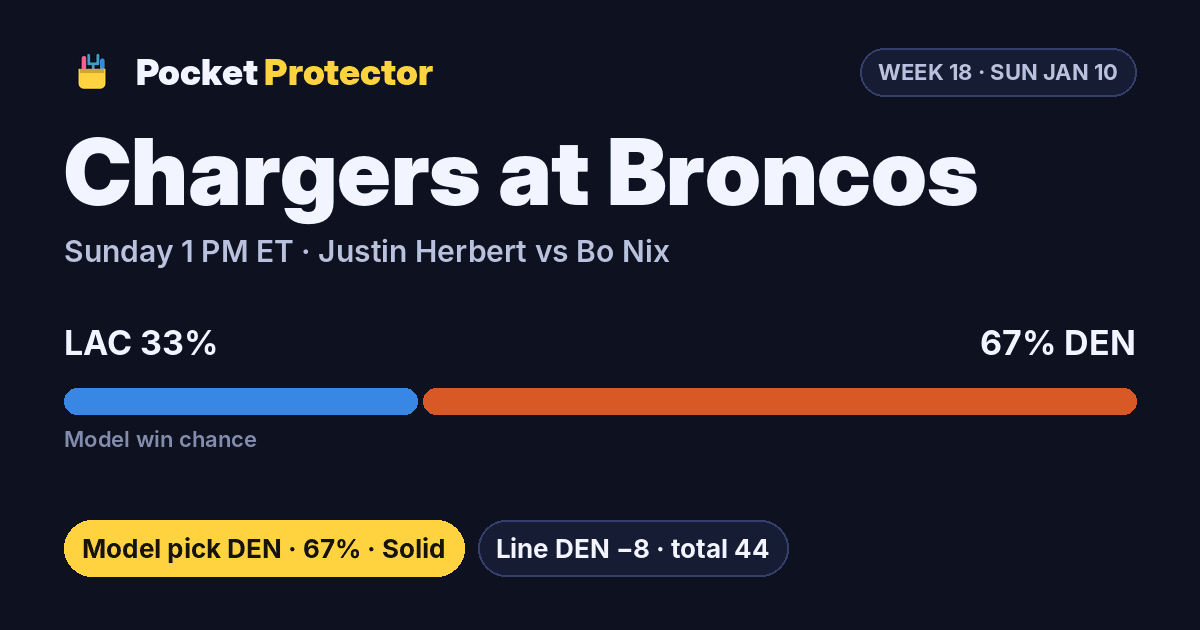 Pocket Protector
WEEK 18 · SUN JAN 10
Chargers at Broncos
Sunday 1 PM ET · Justin Herbert vs Bo Nix
LAC 33%
67% DEN
Model win chance
Model pick DEN · 67% · Solid
Line DEN −8 · total 44